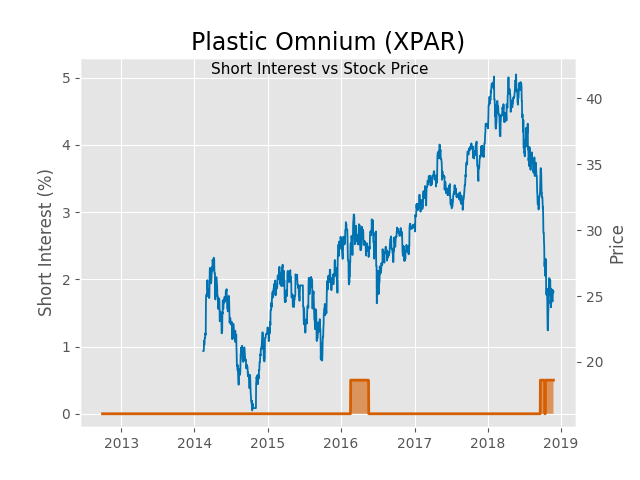 Plastic Omnium (XPAR)
Short Interest vs Stock Price
Short Interest (%)
5
4
3
2
1
0
40
35
30
25
20
Price
2013 2014 2015 2016 2017 2018 2019